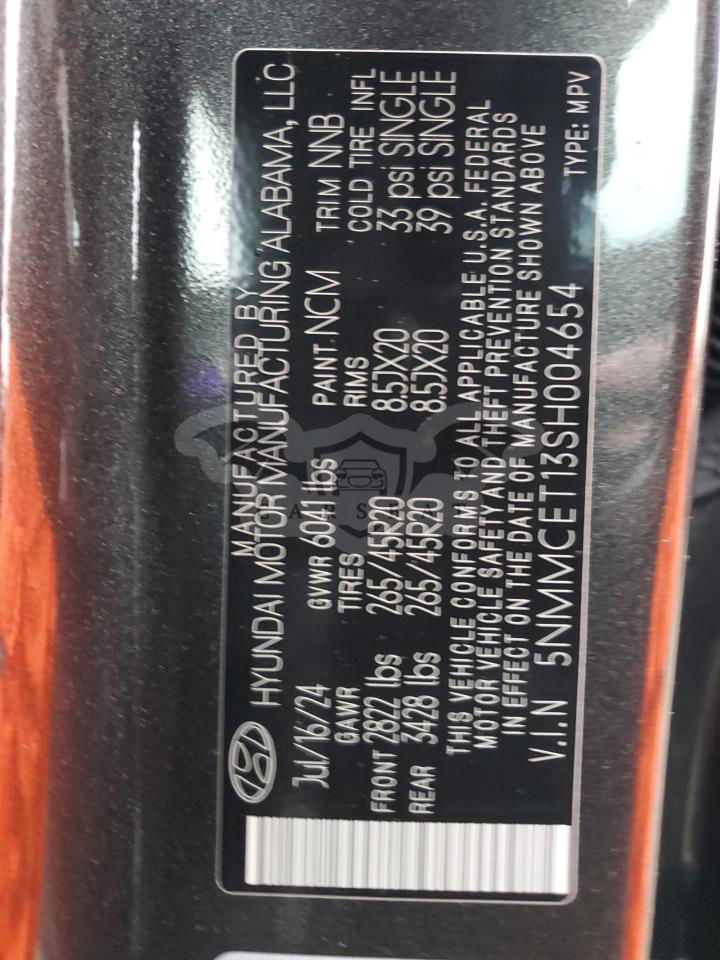 MANUFACTURED BY
HYUNDAI MOTOR MANUFACTURING ALABAMA, LLC
Jul/16/24 GVWR 6041 lbs PAINT NCM TRIM NNB
GAWR TIRES RIMS COLD TIRE INFL
FRONT 2822 lbs 265/45R20 8.5JX20 33 psi SINGLE
REAR 3428 lbs 265/45R20 8.5JX20 39 psi SINGLE
THIS VEHICLE CONFORMS TO ALL APPLICABLE U.S.A. FEDERAL
MOTOR VEHICLE SAFETY AND THEFT PREVENTION STANDARDS
IN EFFECT ON THE DATE OF MANUFACTURE SHOWN ABOVE
V.I.N 5NMMCET13SH004654 TYPE: MPV